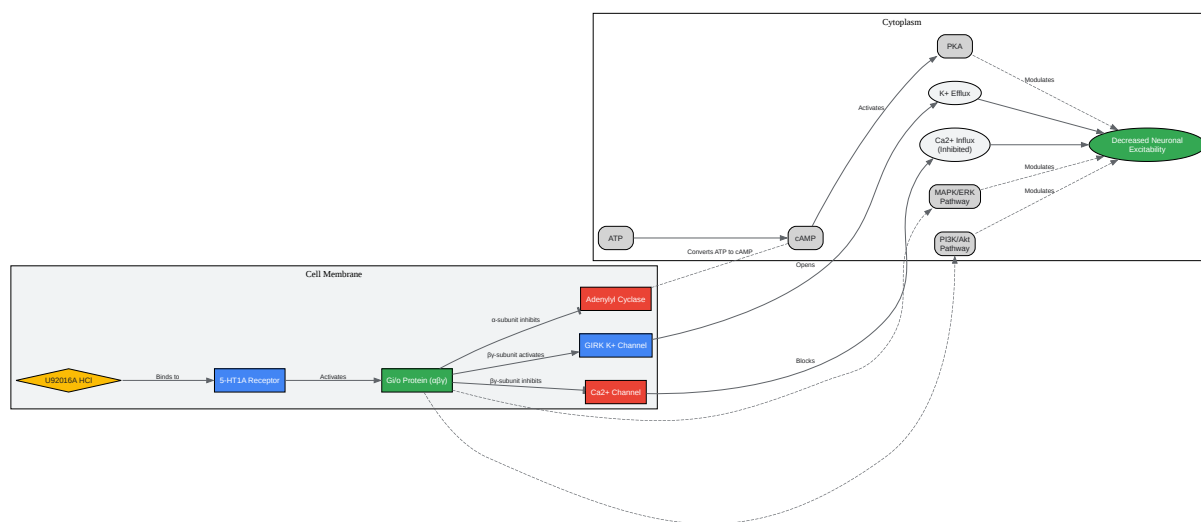 Cytoplasm
PKA
Modulates
K+ Efflux
Activates
Ca2+ Influx
(Inhibited)
Decreased Neuronal
Excitability
Modulates
MAPK/ERK
Pathway
Modulates
ATP
cAMP
PI3K/Akt
Pathway
Converts ATP to cAMP
Opens
Cell Membrane
Adenylyl Cyclase
α-subunit inhibits
GIRK K+ Channel
βγ-subunit activates
Blocks
U92016A HCl
Binds to
5-HT1A Receptor
Activates
Gi/o Protein (αβγ)
βγ-subunit inhibits
Ca2+ Channel